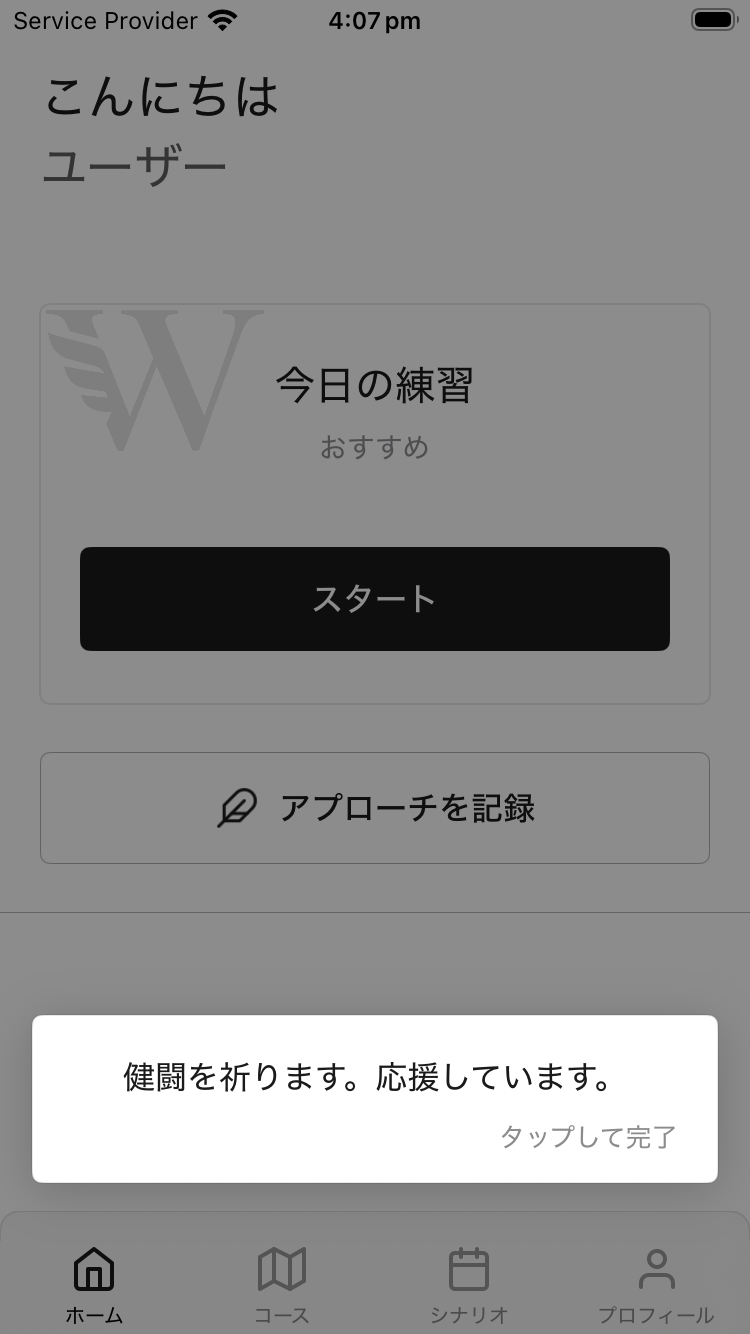 Service Provider 4:07 pm
こんにちは
ユーザー
W
今日の練習
おすすめ
スタート
アプローチを記録
健闘を祈ります。応援しています。
タップして完了
ホーム コース シナリオ プロフィール